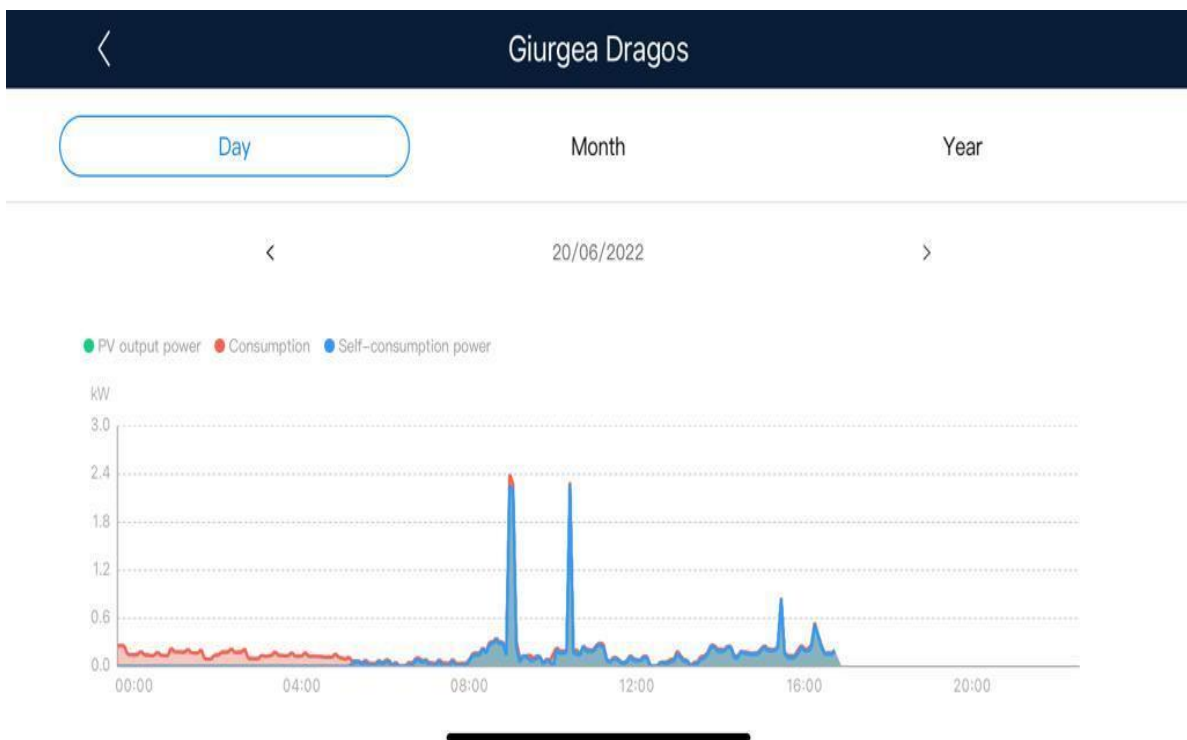 Giurgea Dragos
Day Month Year
20/06/2022
PV output power Consumption Self-consumption power
kW
3.0
2.4
1.8
1.2
0.6
0.0
00:00 04:00 08:00 12:00 16:00 20:00